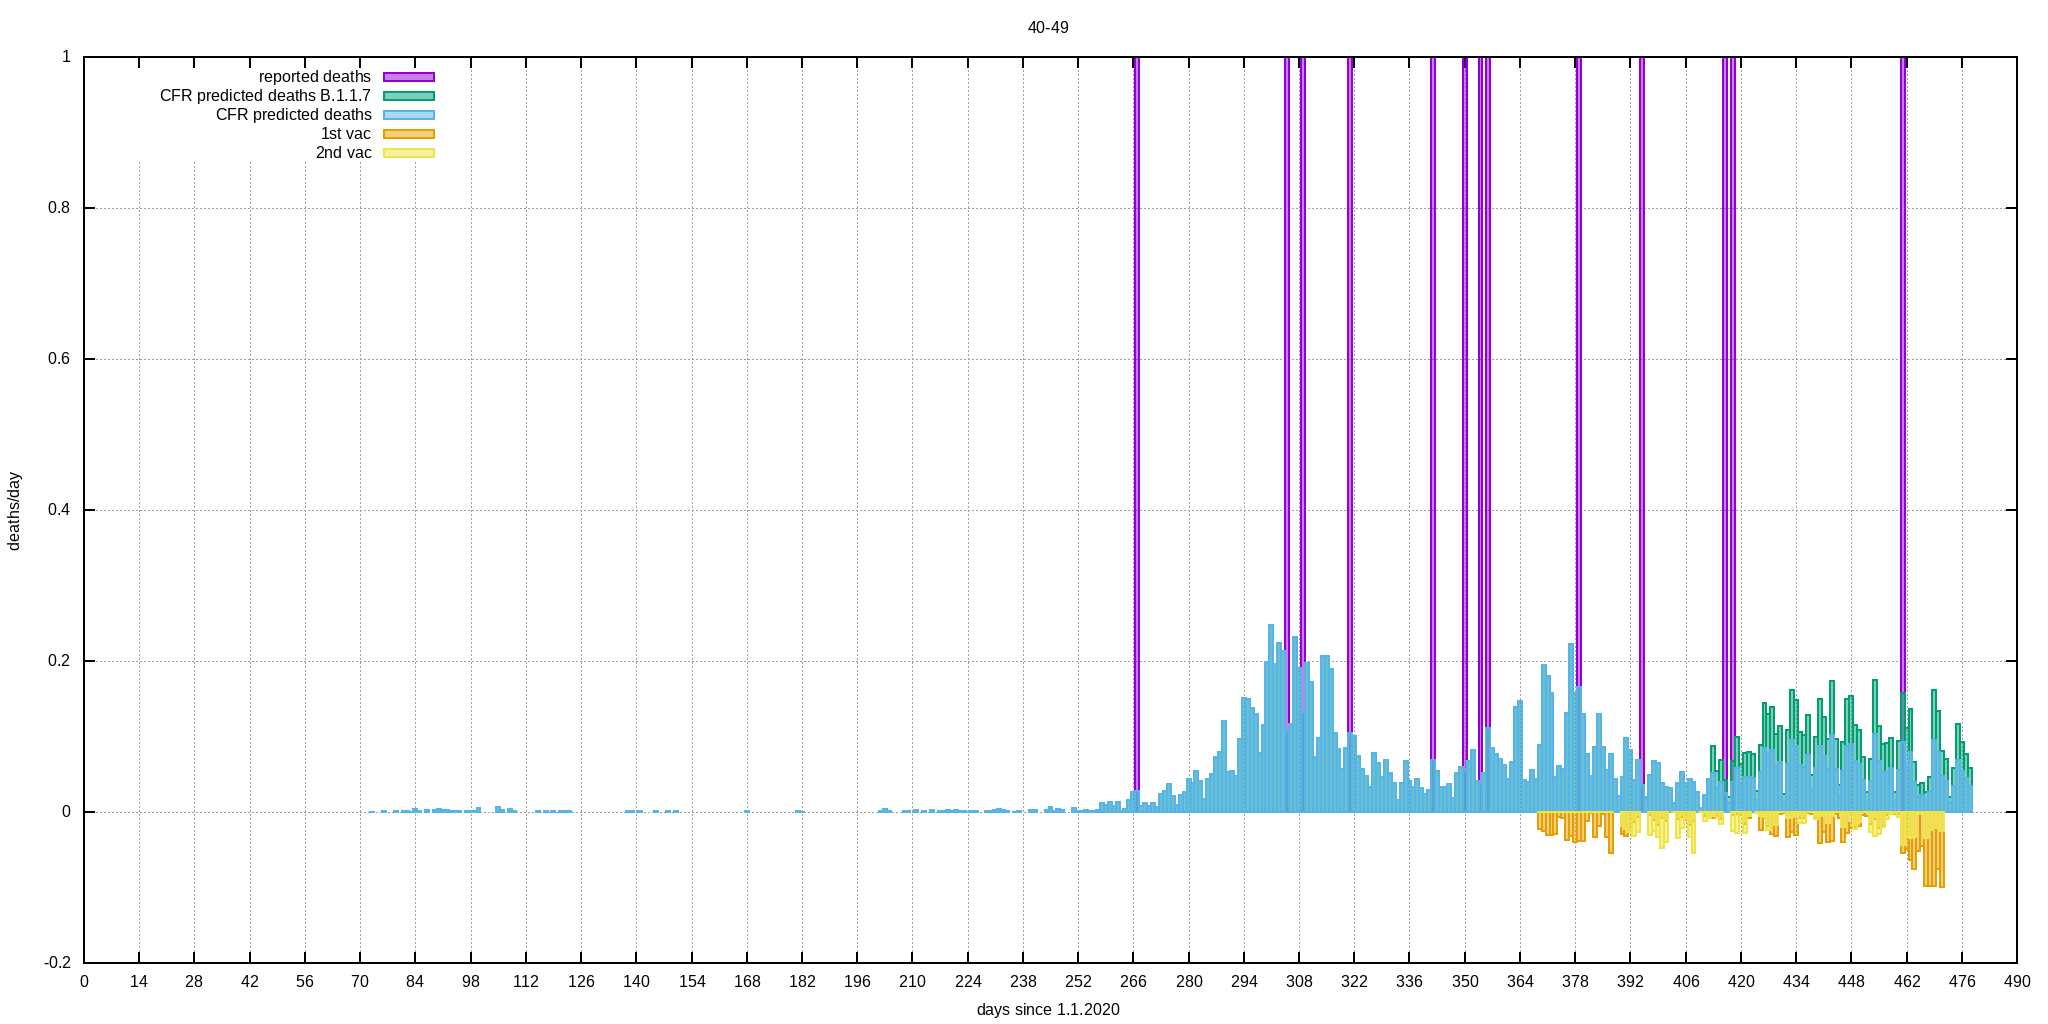 40-49
1
reported deaths
CFR predicted deaths B.1.1.7
CFR predicted deaths
1st vac
2nd vac
0.8
0.6
0.4
0.2
0
-0.2
deaths/day
0 14 28 42 56 70 84 98 112 126 140 154 168 182 196 210 224 238 252 266 280 294 308 322 336 350 364 378 392 406 420 434 448 462 476 490
days since 1.1.2020